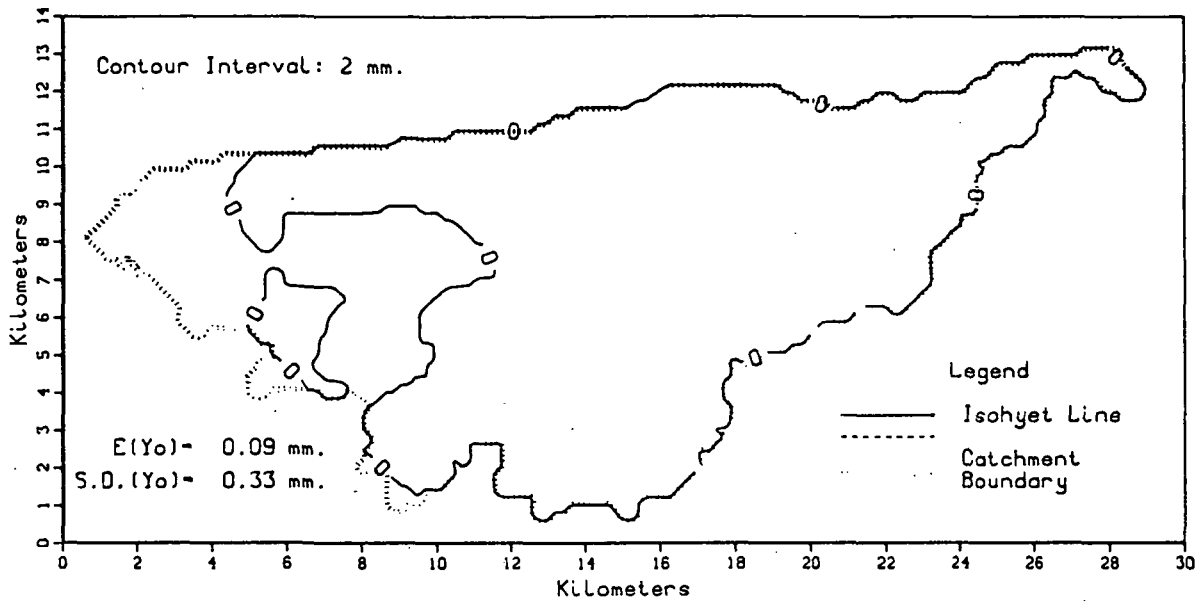 Contour Interval: 2 mm.
14
13
12
11
10
9
8
7
6
5
4
3
2
1
0
Kilometers
0
0
0
0
0
0
0
0
0
0
Legend
Isohyet Line
Catchment
Boundary
E(Yo)= 0.09 mm.
S.D.(Yo)= 0.33 mm.
0 2 4 6 8 10 12 14 16 18 20 22 24 26 28 30
Kilometers